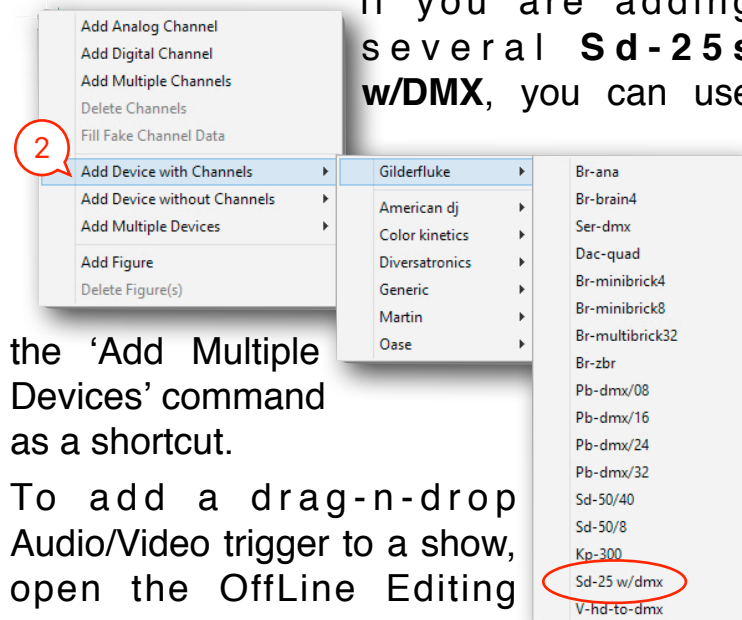 If you are adding
several Sd-25s
w/DMX, you can use
Add Analog Channel
Add Digital Channel
Add Multiple Channels
Delete Channels
Fill Fake Channel Data
2
Add Device with Channels
Add Device without Channels
Add Multiple Devices
Add Figure
Delete Figure(s)
Gilderfluke
American dj
Color kinetics
Diversatronics
Generic
Martin
Oase
Br-ana
Br-brain4
Ser-dmx
Dac-quad
Br-minibrick4
Br-minibrick8
Br-multibrick32
Br-zbr
Pb-dmx/08
Pb-dmx/16
Pb-dmx/24
Pb-dmx/32
Sd-50/40
Sd-50/8
Kp-300
Sd-25 w/dmx
V-hd-to-dmx
the ‘Add Multiple
Devices’ command
as a shortcut.
To add a drag-n-drop
Audio/Video trigger to a show,
open the OffLine Editing